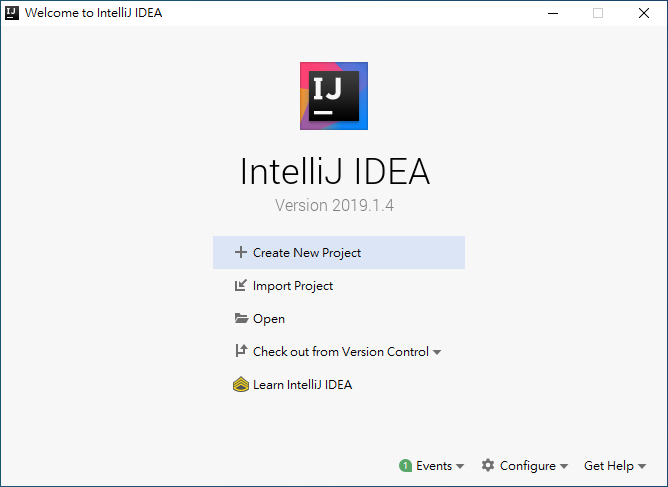 Welcome to IntelliJ IDEA
IJ
IntelliJ IDEA
Version 2019.1.4
Create New Project
Import Project
Open
Check out from Version Control
Learn IntelliJ IDEA
1 Events Configure Get Help